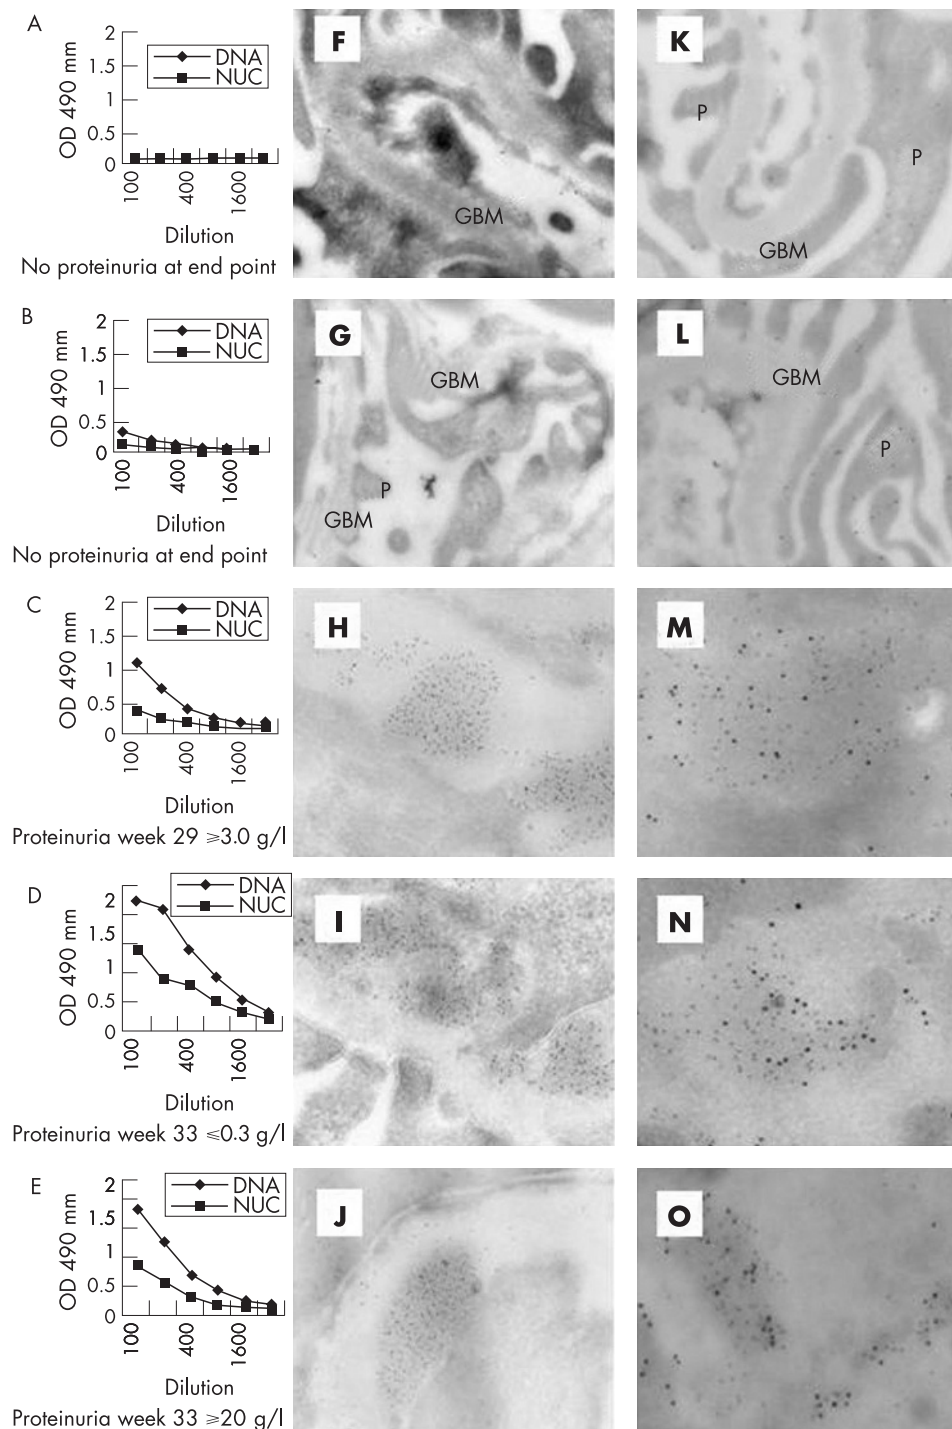 A
2
1.5
1
0.5
0
OD 490 mm
DNA
NUC
100
400
1600
Dilution
No proteinuria at end point
F
GBM
K
P
P
GBM
B
2
1.5
1
0.5
0
OD 490 mm
DNA
NUC
100
400
1600
Dilution
No proteinuria at end point
G
GBM
P
GBM
L
GBM
P
C
2
1.5
1
0.5
0
OD 490 mm
DNA
NUC
100
400
1600
Dilution
Proteinuria week 29 ⩾3.0 g/l
H
M
D
2
1.5
1
0.5
0
OD 490 mm
DNA
NUC
100
400
1600
Dilution
Proteinuria week 33 ⩽0.3 g/l
I
N
E
2
1.5
1
0.5
0
OD 490 mm
DNA
NUC
100
400
1600
Dilution
Proteinuria week 33 ⩾20 g/l
J
O